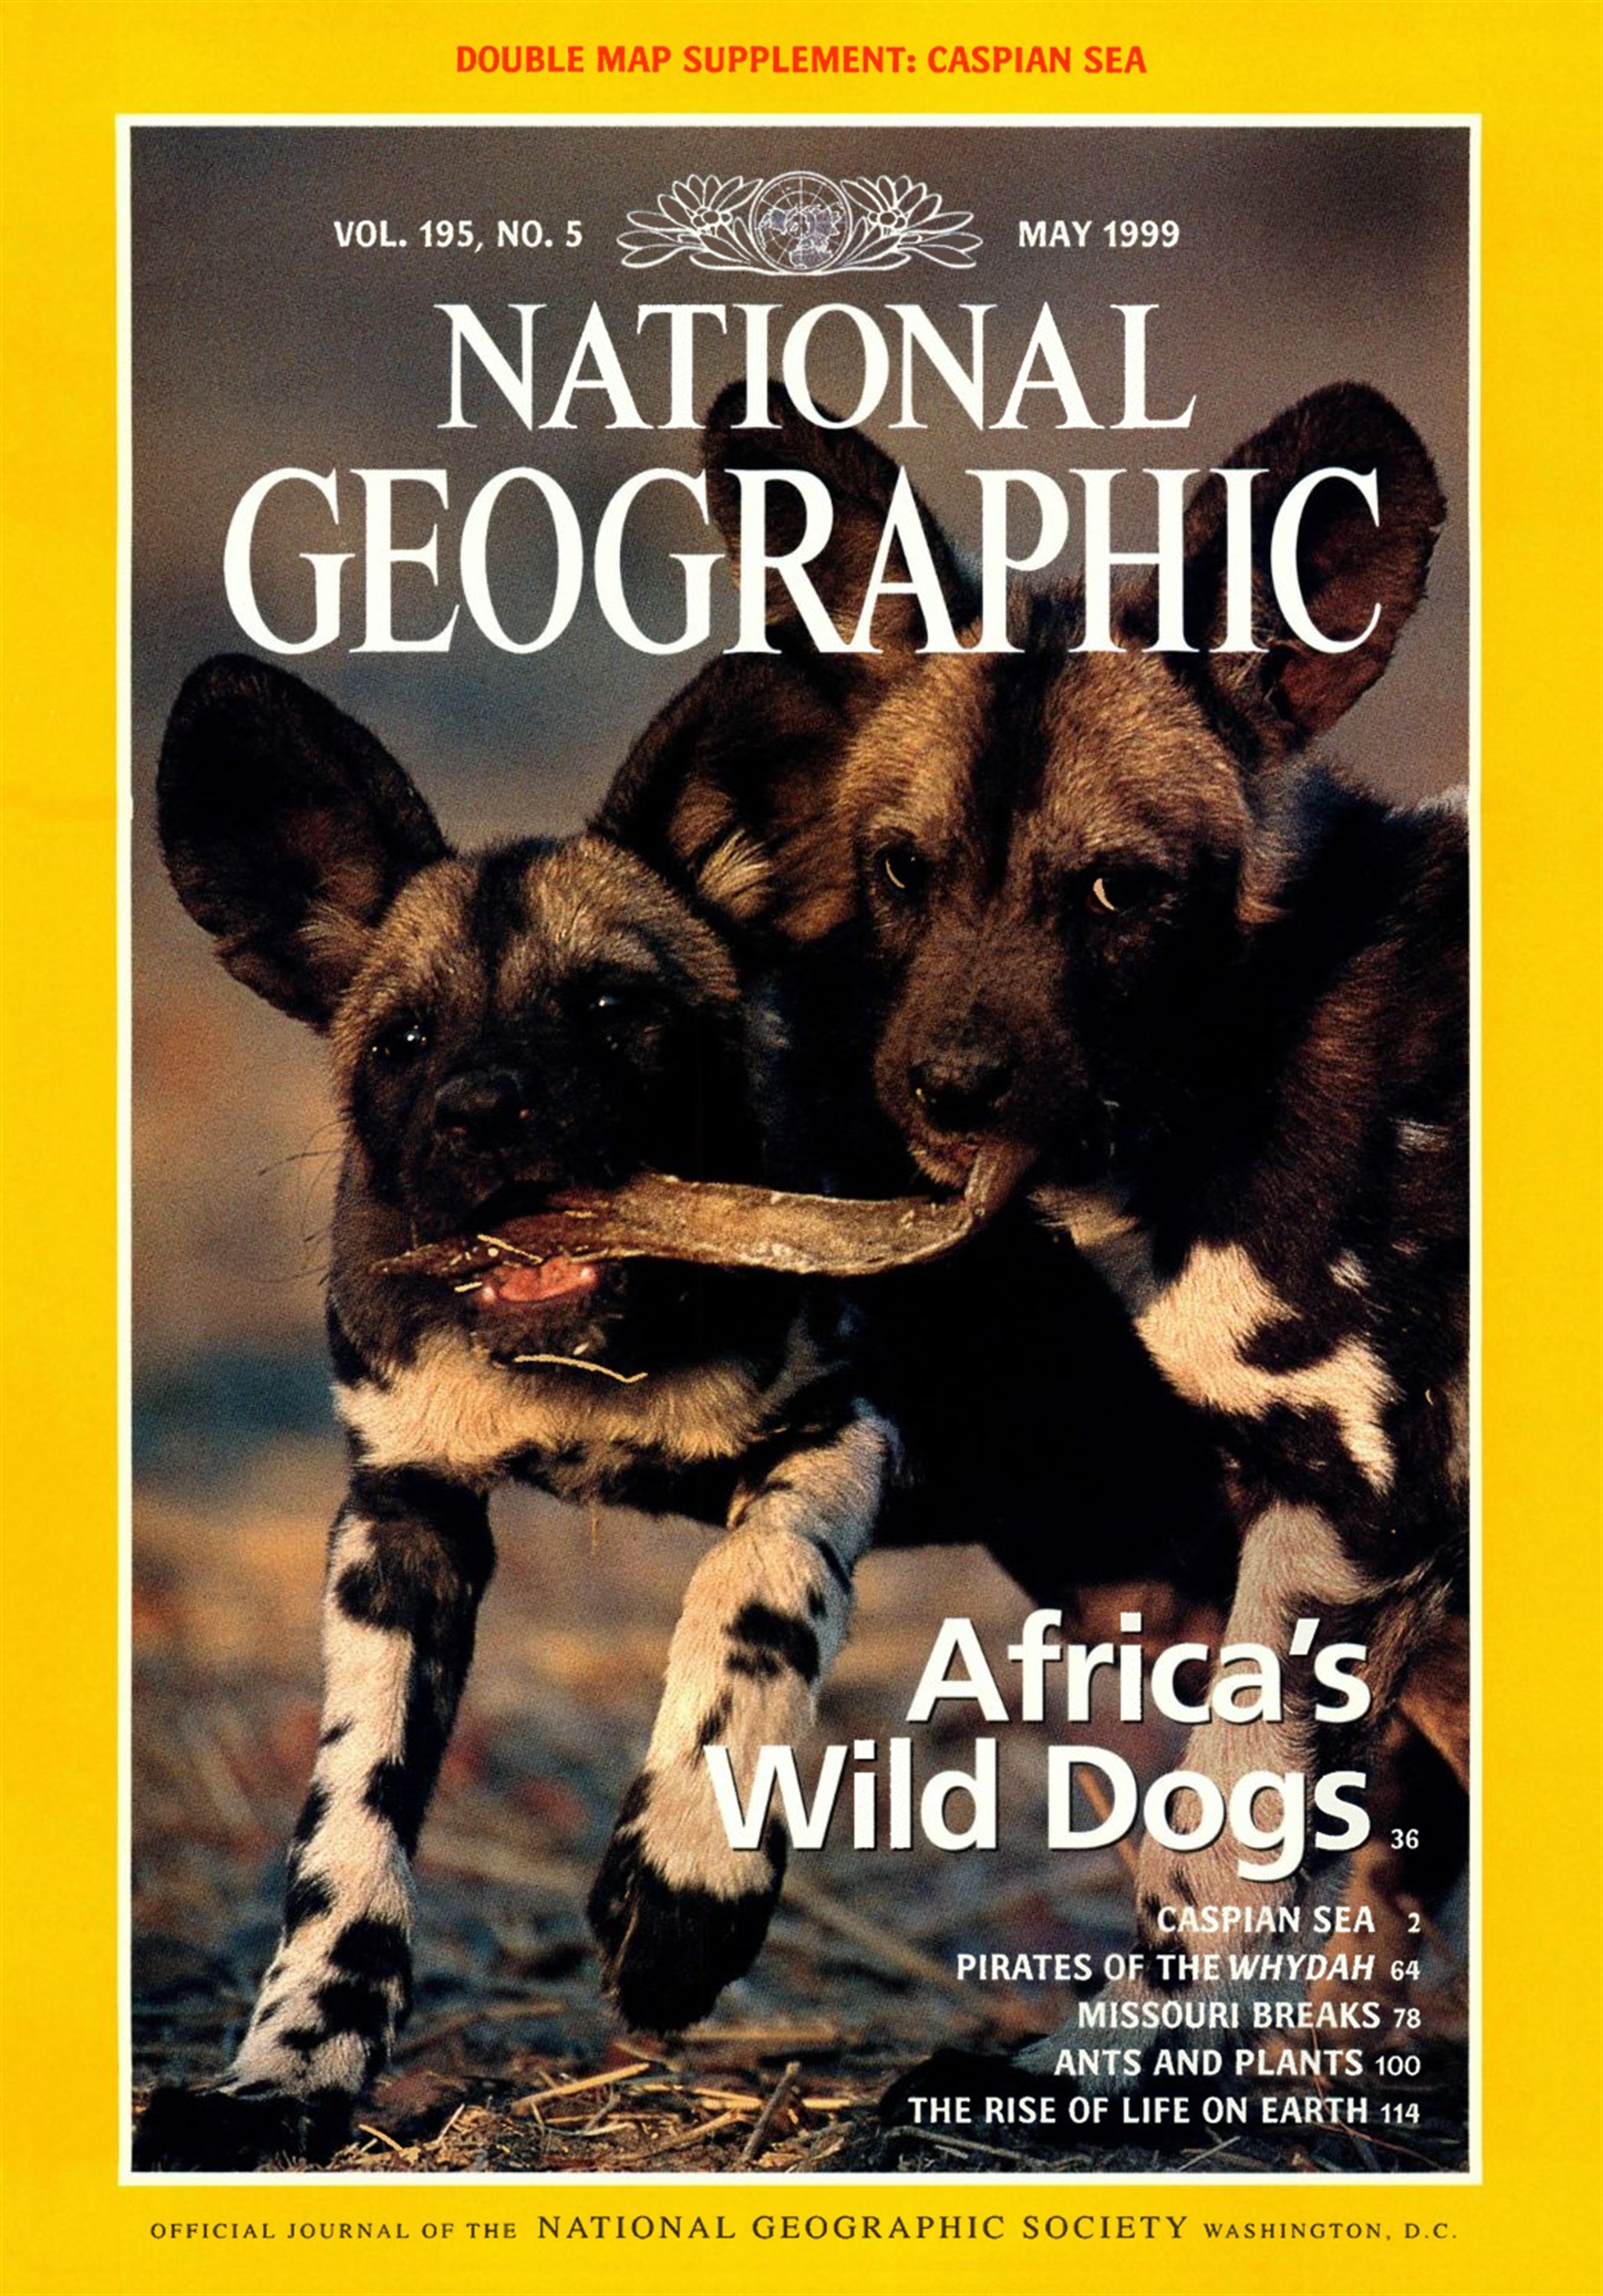 DOUBLE MAP SUPPLEMENT: CASPIAN SEA
VOL. 195, NO. 5
MAY 1999
NATIONAL
GEOGRAPHIC
Africa's
Wild Dogs 36
CASPIAN SEA 2
PIRATES OF THE WHYDAH 64
MISSOURI BREAKS 78
ANTS AND PLANTS 100
THE RISE OF LIFE ON EARTH 114
OFFICIAL JOURNAL OF THE NATIONAL GEOGRAPHIC SOCIETY WASHINGTON, D.C.